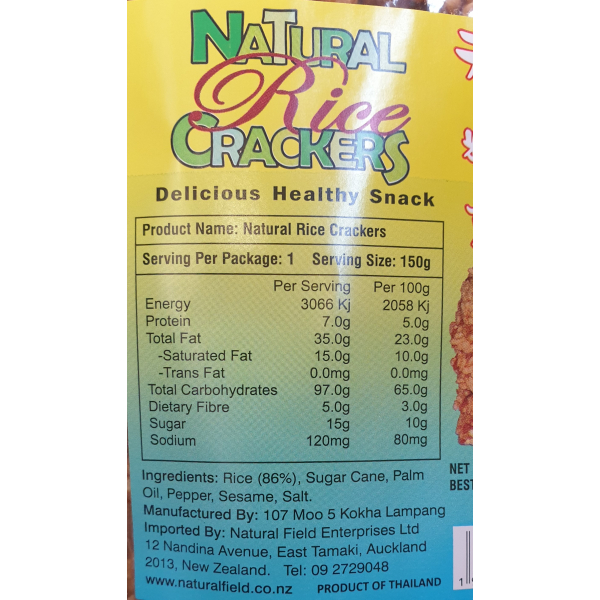 NATURAL
Rice
CRACKERS
Delicious Healthy Snack
Product Name: Natural Rice Crackers
Serving Per Package: 1 Serving Size: 150g
Per Serving Per 100g
Energy 3066 Kj 2058 Kj
Protein 7.0g 5.0g
Total Fat 35.0g 23.0g
-Saturated Fat 15.0g 10.0g
-Trans Fat 0.0mg 0.0mg
Total Carbohydrates 97.0g 65.0g
Dietary Fibre 5.0g 3.0g
Sugar 15g 10g
Sodium 120mg 80mg
Ingredients: Rice (86%), Sugar Cane, Palm
Oil, Pepper, Sesame, Salt.
Manufactured By: 107 Moo 5 Kokha Lampang
Imported By: Natural Field Enterprises Ltd
12 Nandina Avenue, East Tamaki, Auckland
2013, New Zealand. Tel: 09 2729048
www.naturalfield.co.nz PRODUCT OF THAILAND
NET
BEST